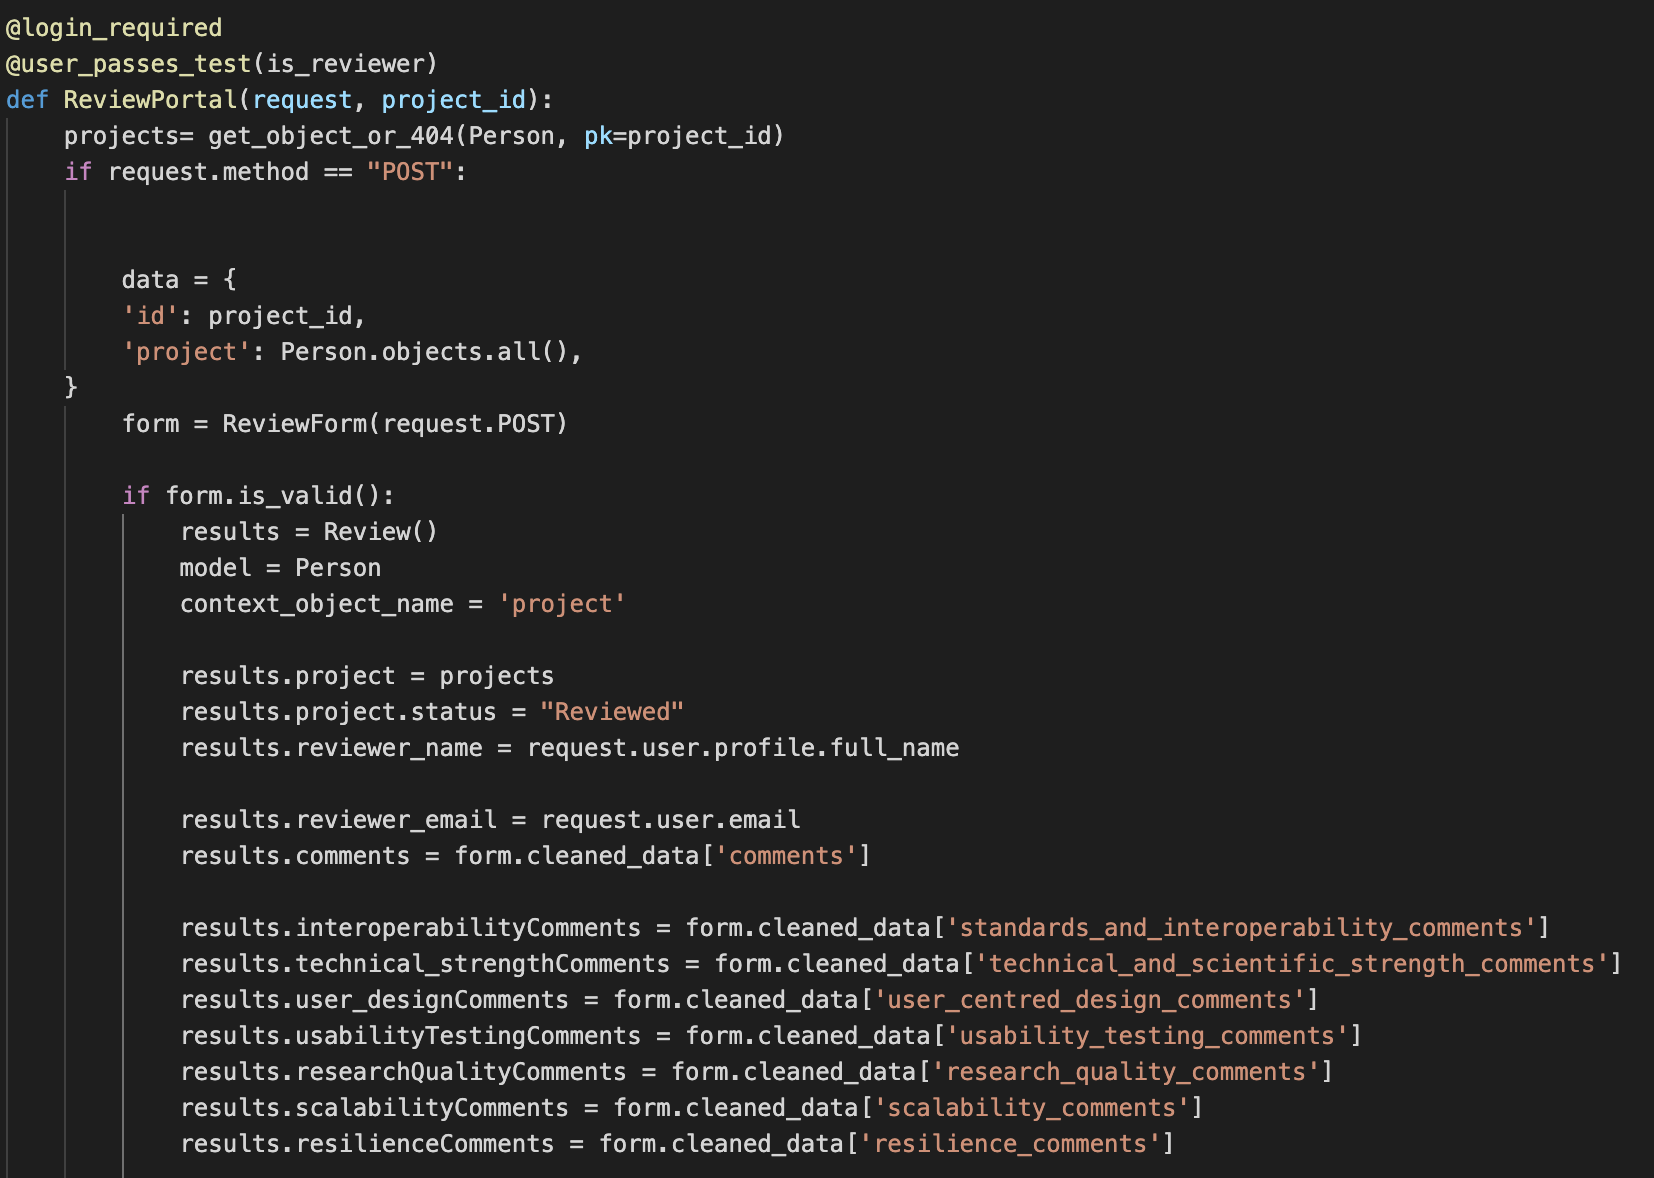 @login_required
@user_passes_test(is_reviewer)
def ReviewPortal(request, project_id):
    projects= get_object_or_404(Person, pk=project_id)
    if request.method == "POST":


        data = {
        'id': project_id,
        'project': Person.objects.all(),
    }
        form = ReviewForm(request.POST)

        if form.is_valid():
            results = Review()
            model = Person
            context_object_name = 'project'

            results.project = projects
            results.project.status = "Reviewed"
            results.reviewer_name = request.user.profile.full_name

            results.reviewer_email = request.user.email
            results.comments = form.cleaned_data['comments']

            results.interoperabilityComments = form.cleaned_data['standards_and_interoperability_comments']
            results.technical_strengthComments = form.cleaned_data['technical_and_scientific_strength_comments']
            results.user_designComments = form.cleaned_data['user_centred_design_comments']
            results.usabilityTestingComments = form.cleaned_data['usability_testing_comments']
            results.researchQualityComments = form.cleaned_data['research_quality_comments']
            results.scalabilityComments = form.cleaned_data['scalability_comments']
            results.resilienceComments = form.cleaned_data['resilience_comments']